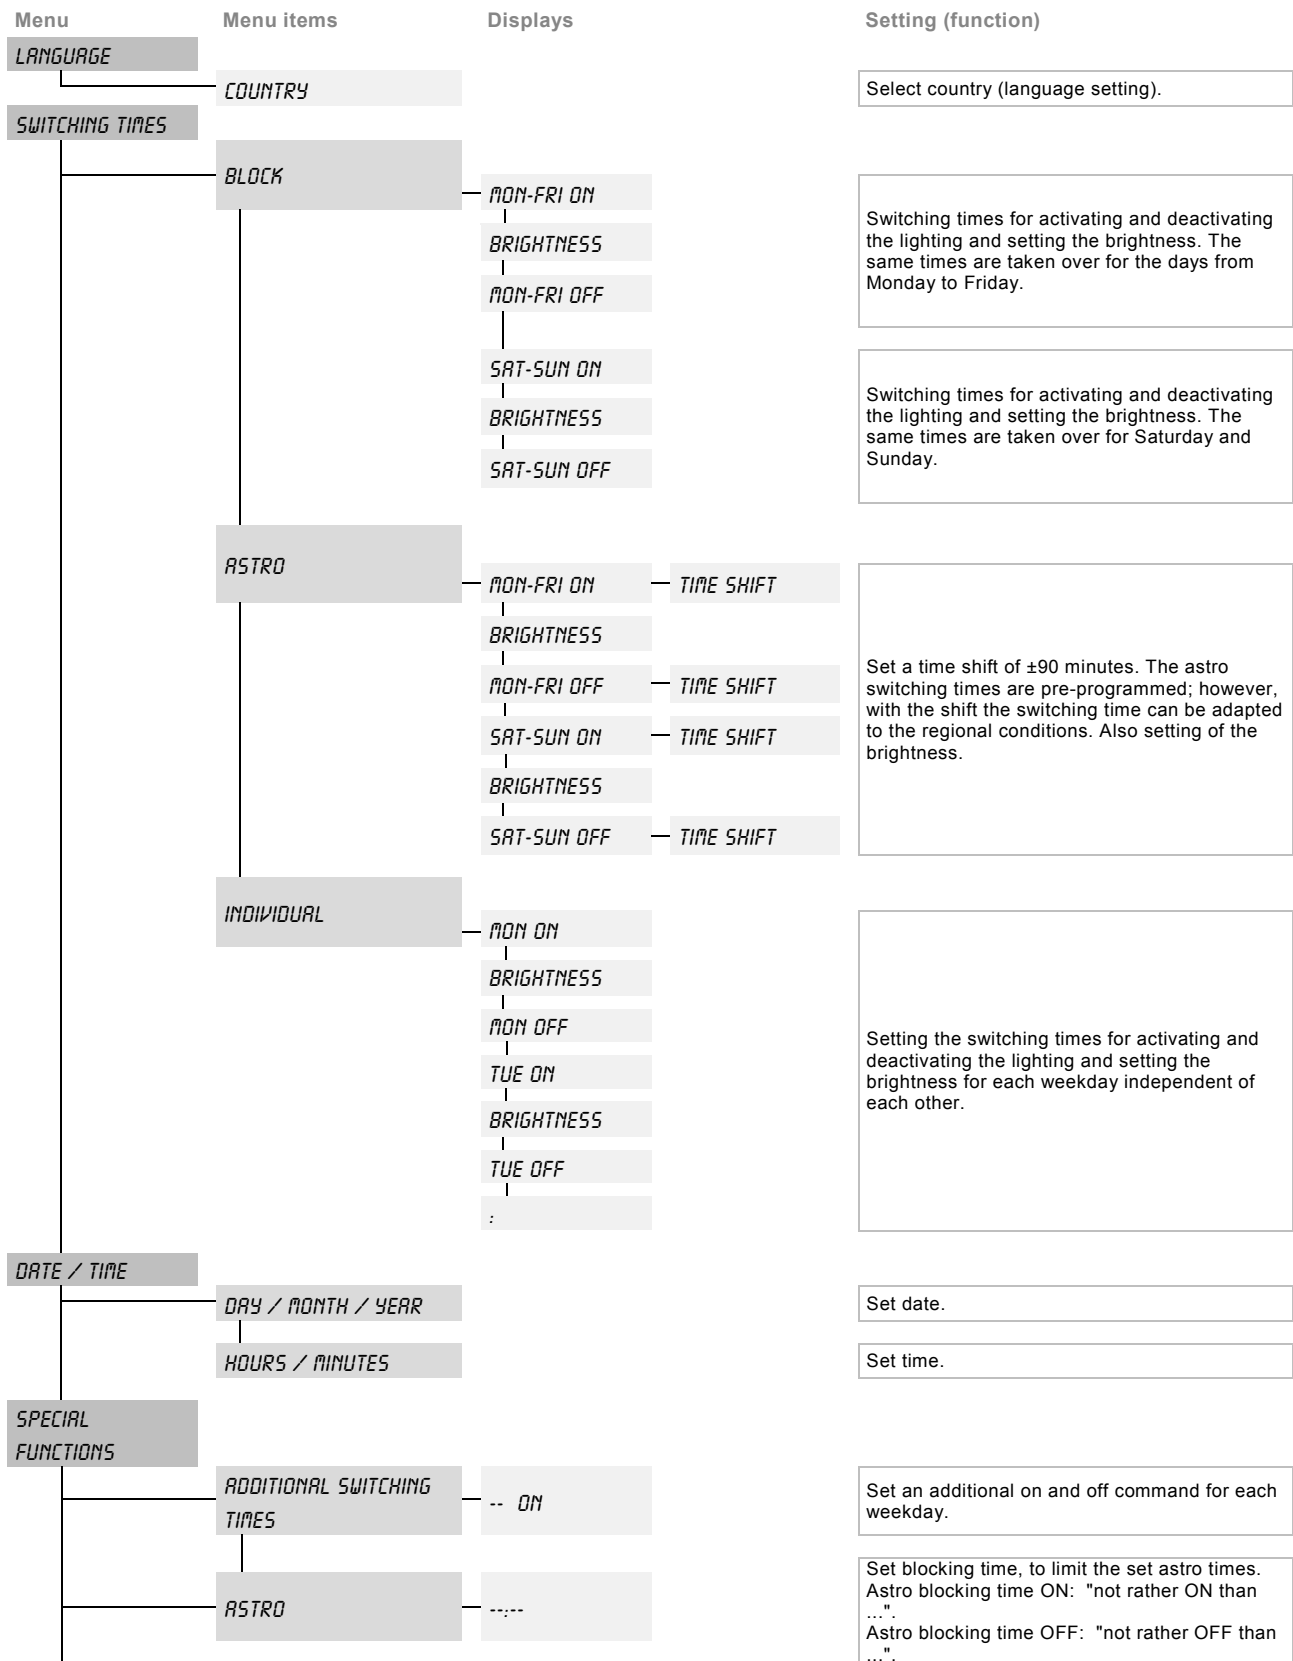 Menu Menu items Displays Setting (function)
LANGUAGE
COUNTRY
Select country (language setting).
SWITCHING TIMES
BLOCK
MON-FRI ON
BRIGHTNESS
MON-FRI OFF
Switching times for activating and deactivating
the lighting and setting the brightness. The
same times are taken over for the days from
Monday to Friday.
SAT-SUN ON
BRIGHTNESS
SAT-SUN OFF
Switching times for activating and deactivating
the lighting and setting the brightness. The
same times are taken over for Saturday and
Sunday.
ASTRO
MON-FRI ON TIME SHIFT
BRIGHTNESS
MON-FRI OFF TIME SHIFT
SAT-SUN ON TIME SHIFT
BRIGHTNESS
SAT-SUN OFF TIME SHIFT
Set a time shift of ±90 minutes. The astro
switching times are pre-programmed; however,
with the shift the switching time can be adapted
to the regional conditions. Also setting of the
brightness.
INDIVIDUAL
MON ON
BRIGHTNESS
MON OFF
TUE ON
BRIGHTNESS
TUE OFF
:
Setting the switching times for activating and
deactivating the lighting and setting the
brightness for each weekday independent of
each other.
DATE / TIME
DAY / MONTH / YEAR
Set date.
HOURS / MINUTES
Set time.
SPECIAL
FUNCTIONS
ADDITIONAL SWITCHING
TIMES
-- ON
Set an additional on and off command for each
weekday.
ASTRO
--:--
Set blocking time, to limit the set astro times.
Astro blocking time ON: "not rather ON than
...".
Astro blocking time OFF: "not rather OFF than
...".